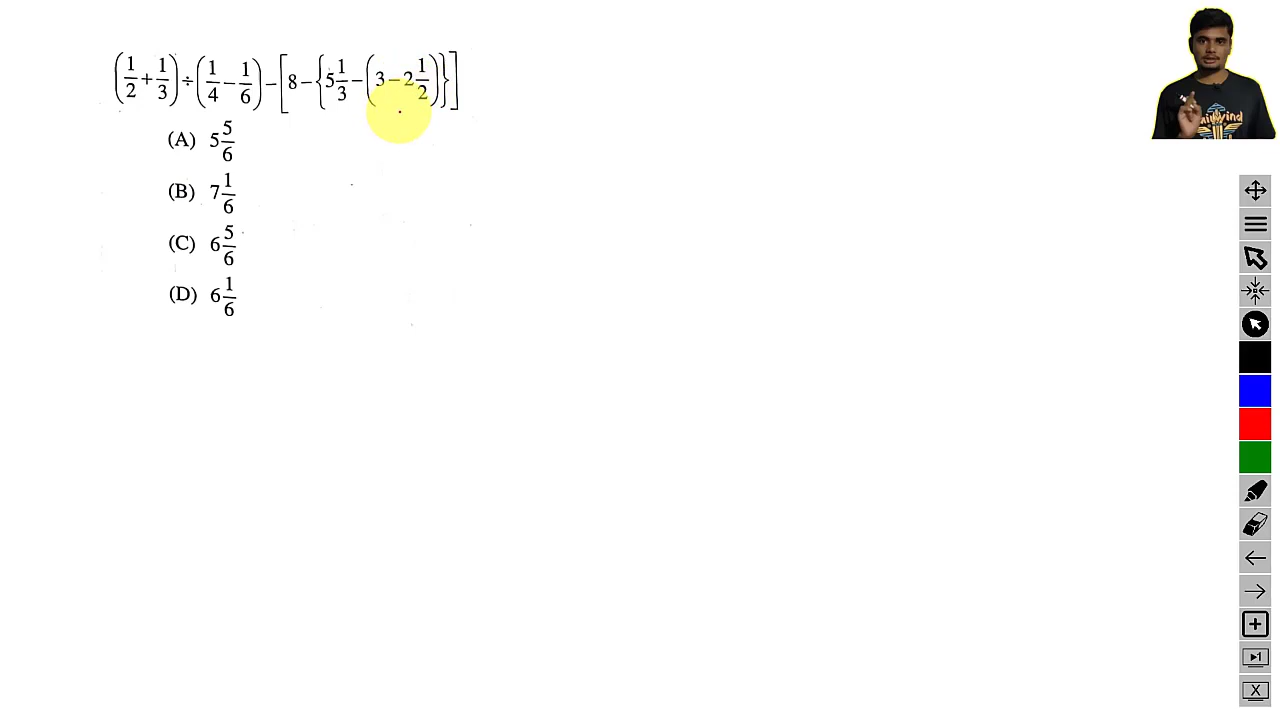 (1/2 + 1/3) ÷ (1/4 − 1/6) − [8 − {5 1/3 − (3 − 2 1/2)}]
(A) 5 5/6
(B) 7 1/6
(C) 6 5/6
(D) 6 1/6
1
X